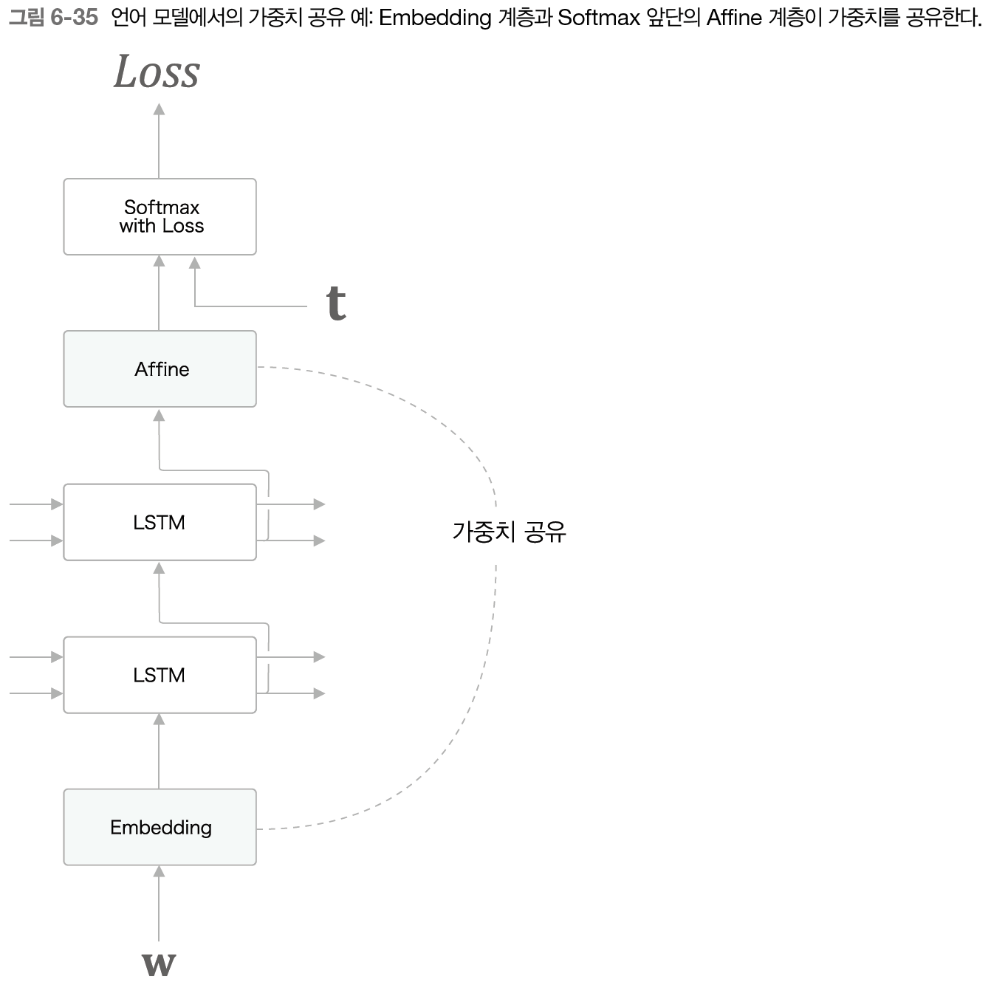 그림 6-35 언어 모델에서의 가중치 공유 예: Embedding 계층과 Softmax 앞단의 Affine 계층이 가중치를 공유한다.
Loss
Softmax
with Loss
t
Affine
LSTM
가중치 공유
LSTM
Embedding
w